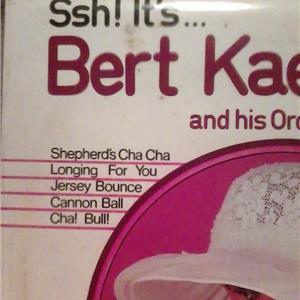 Ssh! It's...
Bert Kae
and his Orc
Shepherd's Cha Cha
Longing For You
Jersey Bounce
Cannon Ball
Cha! Bull!